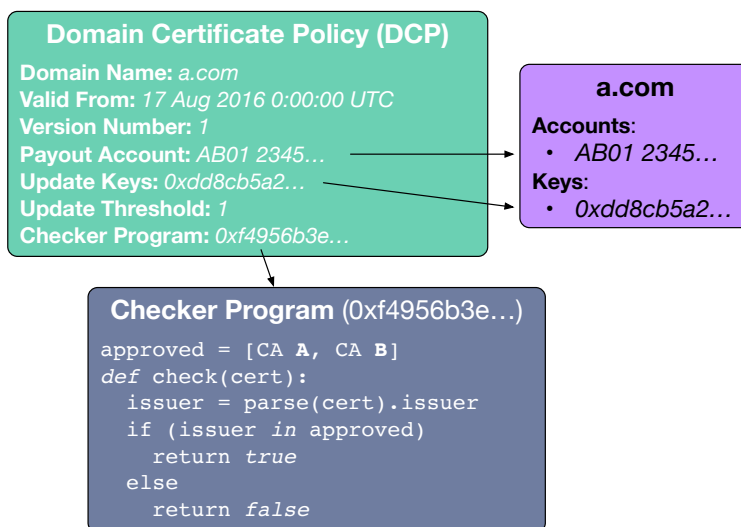 Domain Certificate Policy (DCP)
Domain Name: a.com
Valid From: 17 Aug 2016 0:00:00 UTC
Version Number: 1
Payout Account: AB01 2345…
Update Keys: 0xdd8cb5a2…
Update Threshold: 1
Checker Program: 0xf4956b3e…
a.com
Accounts:
• AB01 2345…
Keys:
• 0xdd8cb5a2…
Checker Program (0xf4956b3e…)
approved = [CA A, CA B]
def check(cert):
  issuer = parse(cert).issuer
  if (issuer in approved)
    return true
  else
    return false